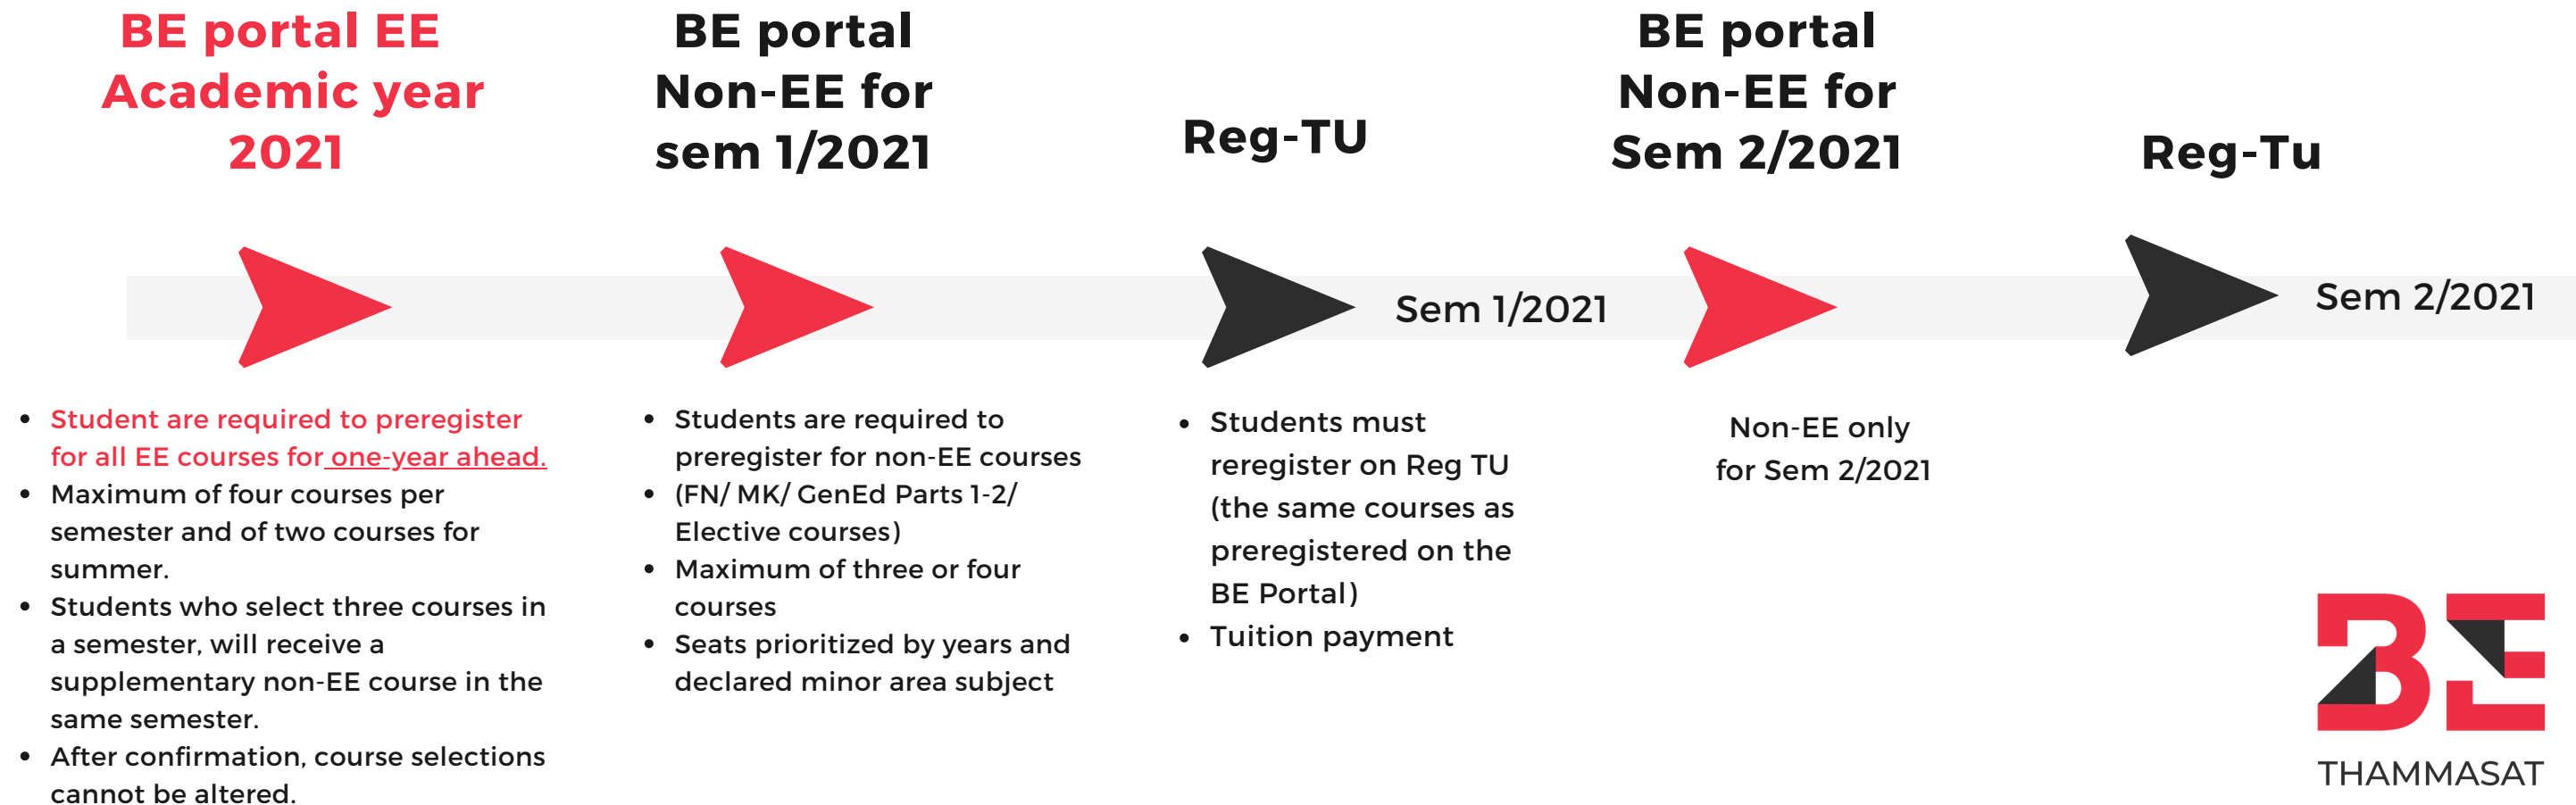 BE portal EE
Academic year
2021
BE portal
Non-EE for
sem 1/2021
Reg-TU
BE portal
Non-EE for
Sem 2/2021
Reg-Tu
Sem 1/2021
Sem 2/2021
• Student are required to preregister
for all EE courses for one-year ahead.
• Maximum of four courses per
semester and of two courses for
summer.
• Students who select three courses in
a semester, will receive a
supplementary non-EE course in the
same semester.
• After confirmation, course selections
cannot be altered.
• Students are required to
preregister for non-EE courses
• (FN/ MK/ GenEd Parts 1-2/
Elective courses)
• Maximum of three or four
courses
• Seats prioritized by years and
declared minor area subject
• Students must
reregister on Reg TU
(the same courses as
preregistered on the
BE Portal)
• Tuition payment
Non-EE only
for Sem 2/2021
BE
THAMMASAT